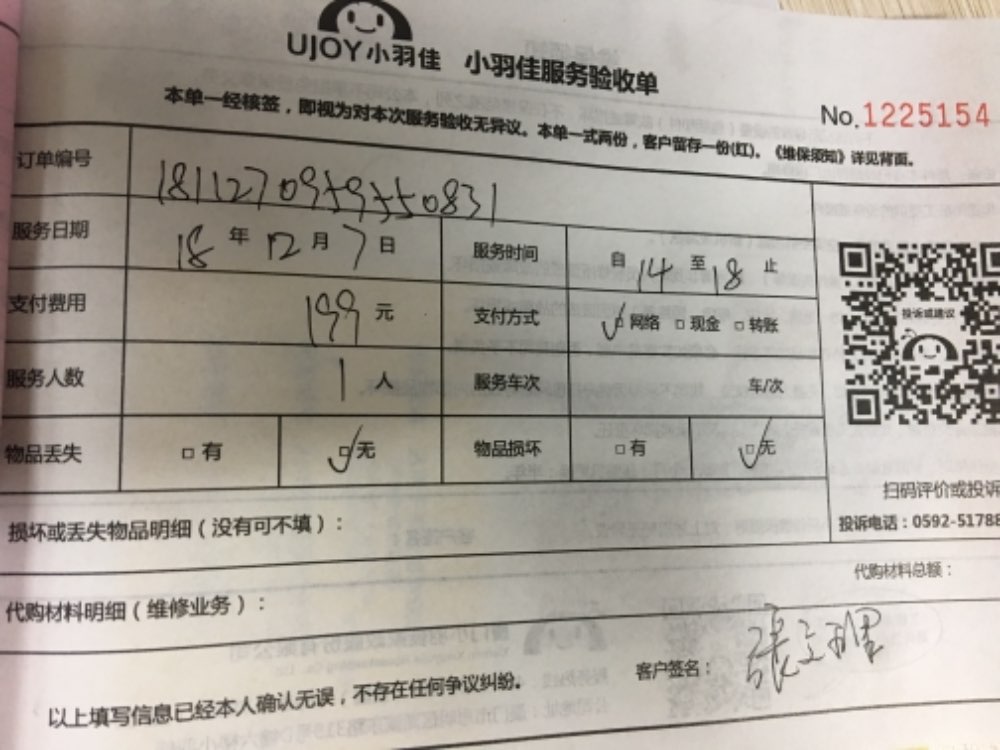 UJOY小羽佳 小羽佳服务验收单
No.1225154
本单一经核签，即视为对本次服务验收无异议。本单一式两份，客户留存一份(红)。《维保须知》详见背面。
订单编号 181127095950831
服务日期 18 年 12 月 7 日 服务时间 自 14 至 18 止
支付费用 199 元 支付方式 网络 现金 转账
投诉或建议
服务人数 1 人 服务车次 车/次
物品丢失 有 无 物品损坏 有 无
扫码评价或投诉
损坏或丢失物品明细（没有可不填）：
投诉电话：0592-5178
代购材料总额：
代购材料明细（维修业务）：
客户签名：
以上填写信息已经本人确认无误，不存在任何争议纠纷。